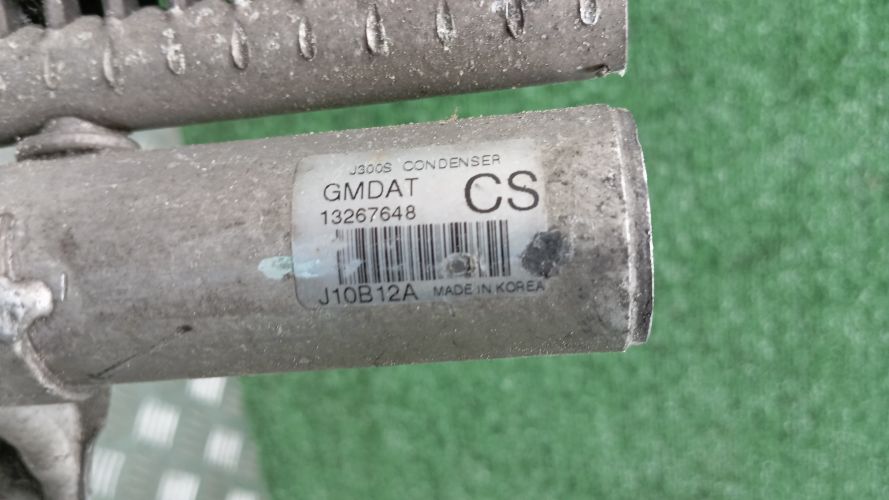 J300S CONDENSER
GMDAT CS
13267648
J10B12A MADE IN KOREA